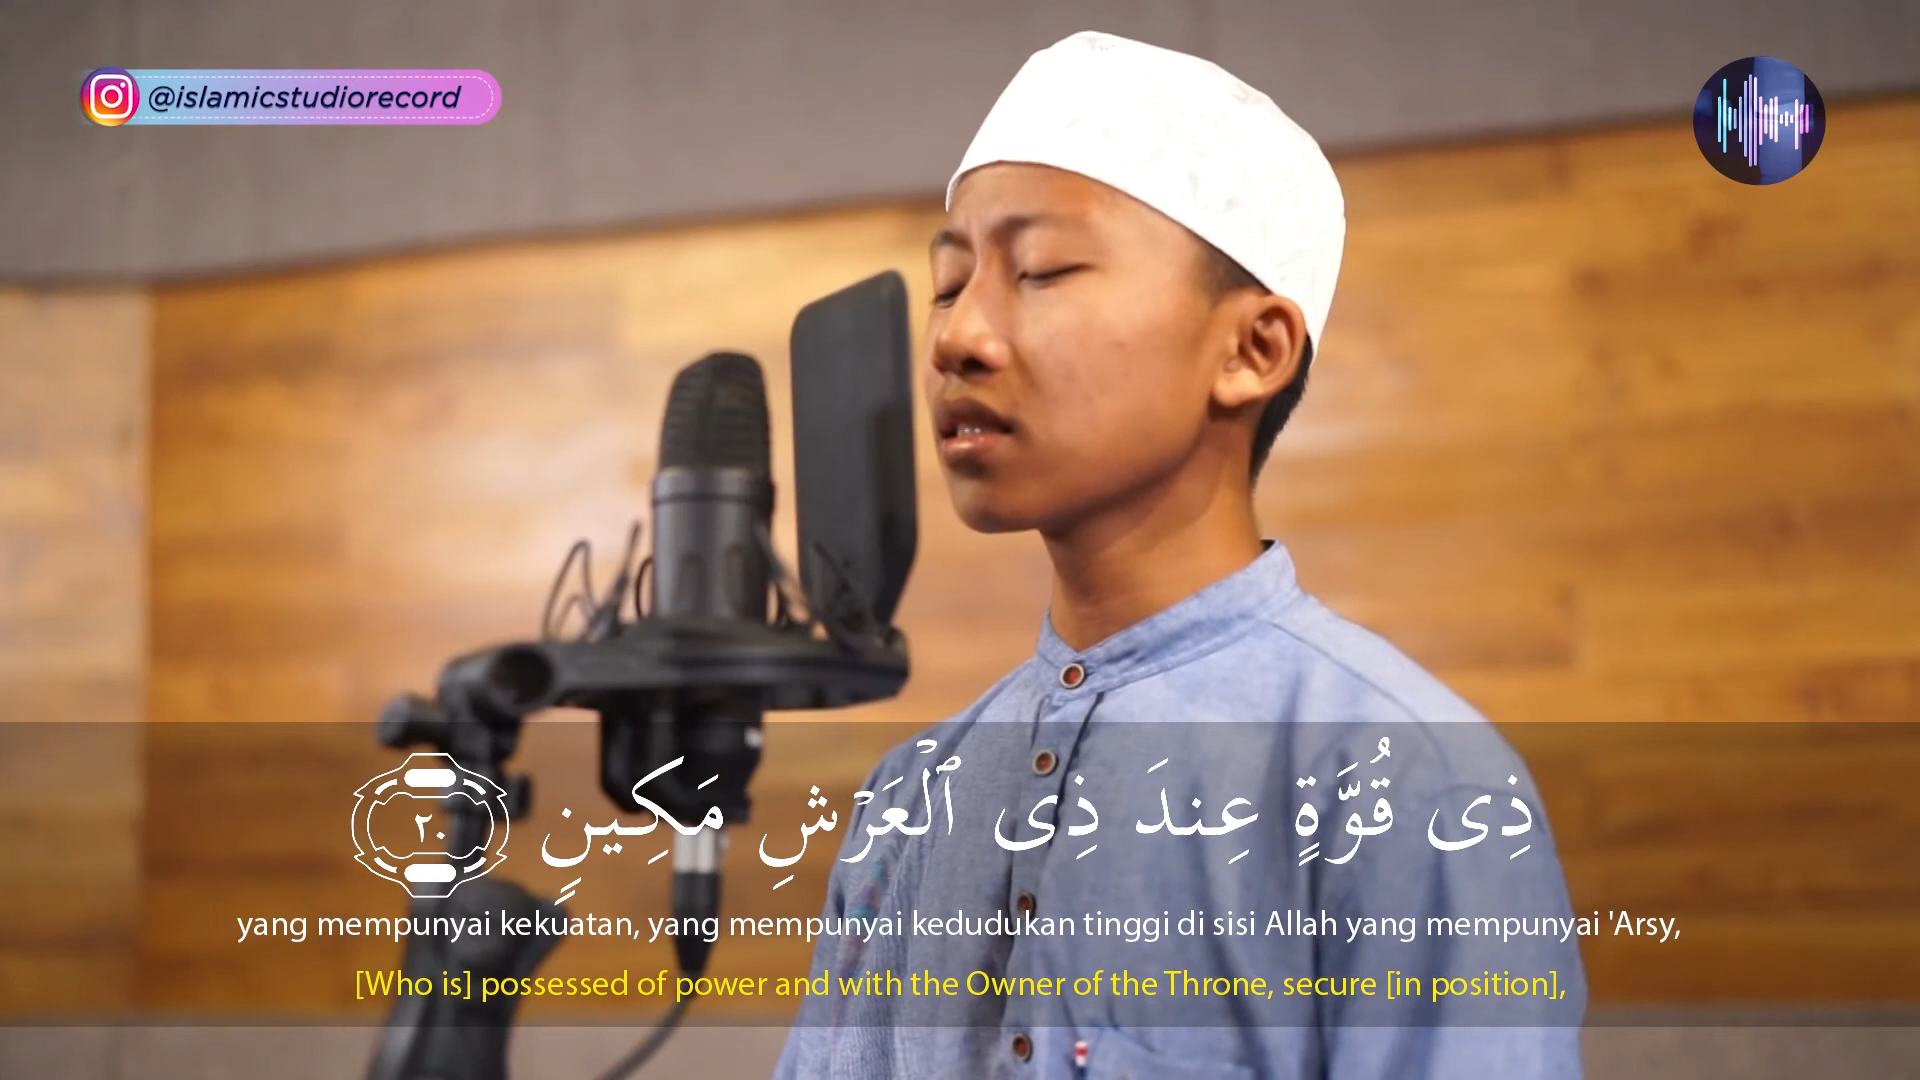 @islamicstudiorecord
ذِى قُوَّةٍ عِندَ ذِى ٱلْعَرْشِ مَكِينٍ ٢٠
yang mempunyai kekuatan, yang mempunyai kedudukan tinggi di sisi Allah yang mempunyai 'Arsy,
[Who is] possessed of power and with the Owner of the Throne, secure [in position],